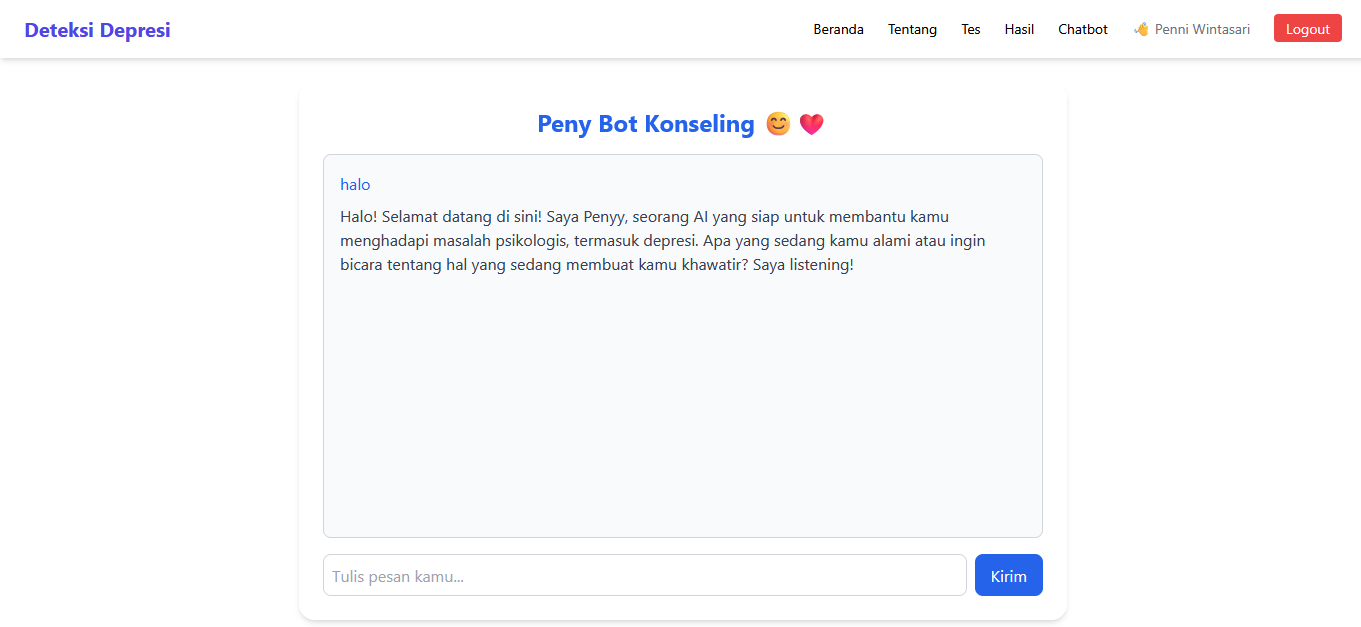 Deteksi Depresi
Beranda Tentang Tes Hasil Chatbot 👋 Penni Wintasari Logout
Peny Bot Konseling 😊 ❤️
halo
Halo! Selamat datang di sini! Saya Penyy, seorang AI yang siap untuk membantu kamu
menghadapi masalah psikologis, termasuk depresi. Apa yang sedang kamu alami atau ingin
bicara tentang hal yang sedang membuat kamu khawatir? Saya listening!
Tulis pesan kamu...
Kirim